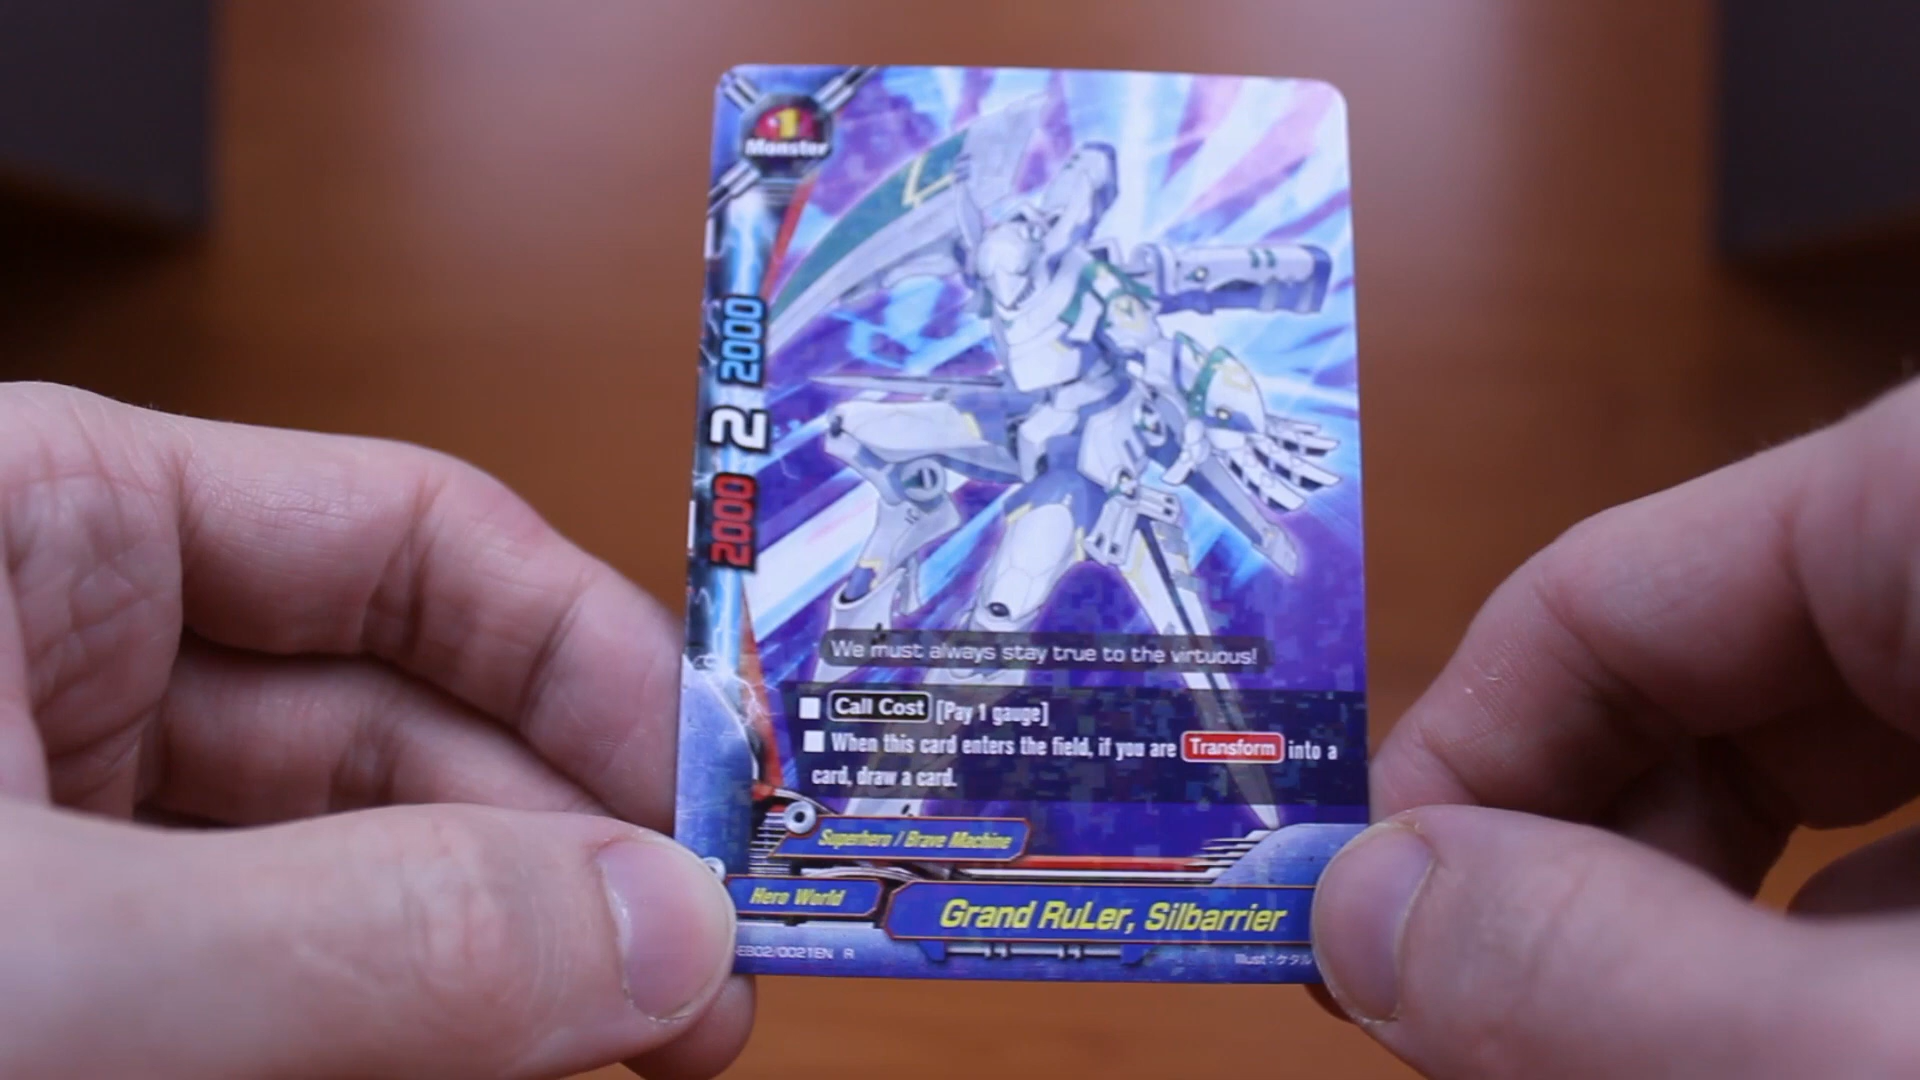 1
Monster
2000
2
2000
We must always stay true to the virtuous!
Call Cost [Pay 1 gauge]
When this card enters the field, if you are Transform into a
card, draw a card.
Superhero / Brave Machine
Hero World
Grand RuLer, Silbarrier
EB02/0021EN R
Illust: ケタル